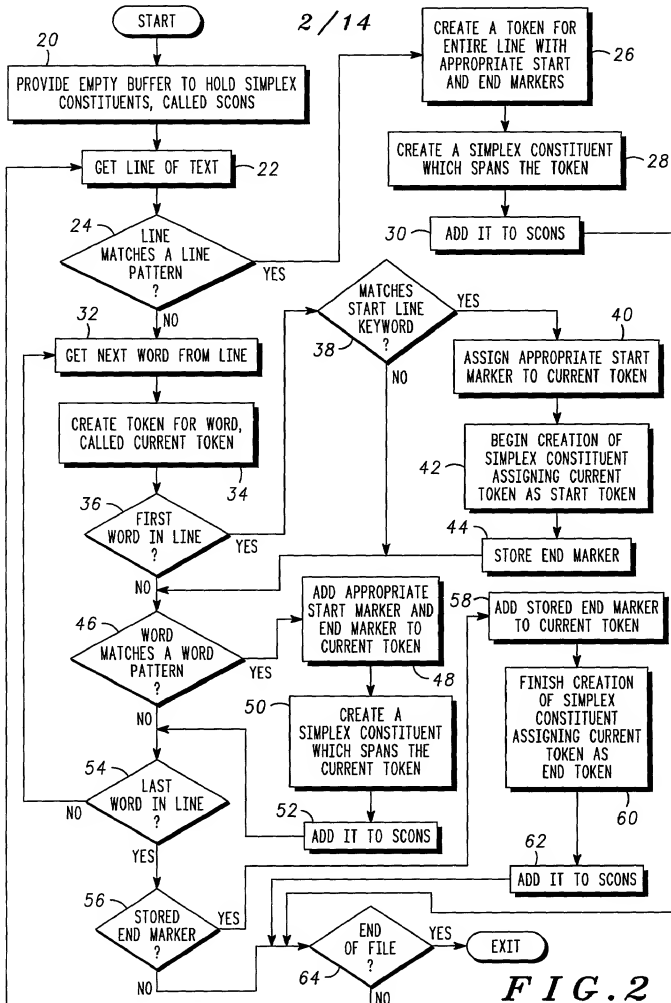 START
2/14
20
PROVIDE EMPTY BUFFER TO HOLD SIMPLEX
CONSTITUENTS, CALLED SCONS
GET LINE OF TEXT
22
24
LINE
MATCHES A LINE
PATTERN
?
YES
NO
CREATE A TOKEN FOR
ENTIRE LINE WITH
APPROPRIATE START
AND END MARKERS
26
CREATE A SIMPLEX CONSTITUENT
WHICH SPANS THE TOKEN
28
30
ADD IT TO SCONS
32
GET NEXT WORD FROM LINE
CREATE TOKEN FOR WORD,
CALLED CURRENT TOKEN
34
36
FIRST
WORD IN LINE
?
YES
NO
MATCHES
START LINE
KEYWORD
?
38
YES
NO
40
ASSIGN APPROPRIATE START
MARKER TO CURRENT TOKEN
42
BEGIN CREATION OF
SIMPLEX CONSTITUENT
ASSIGNING CURRENT
TOKEN AS START TOKEN
44
STORE END MARKER
46
WORD
MATCHES A WORD
PATTERN
?
YES
NO
ADD APPROPRIATE
START MARKER AND
END MARKER TO
CURRENT TOKEN
48
50
CREATE A
SIMPLEX CONSTITUENT
WHICH SPANS THE
CURRENT TOKEN
52
ADD IT TO SCONS
54
LAST
WORD IN LINE
?
NO
YES
56
STORED
END MARKER
?
YES
NO
58
ADD STORED END MARKER
TO CURRENT TOKEN
FINISH CREATION
OF SIMPLEX
CONSTITUENT
ASSIGNING CURRENT
TOKEN AS
END TOKEN
60
62
ADD IT TO SCONS
END
OF FILE
?
64
YES
NO
EXIT
FIG.2